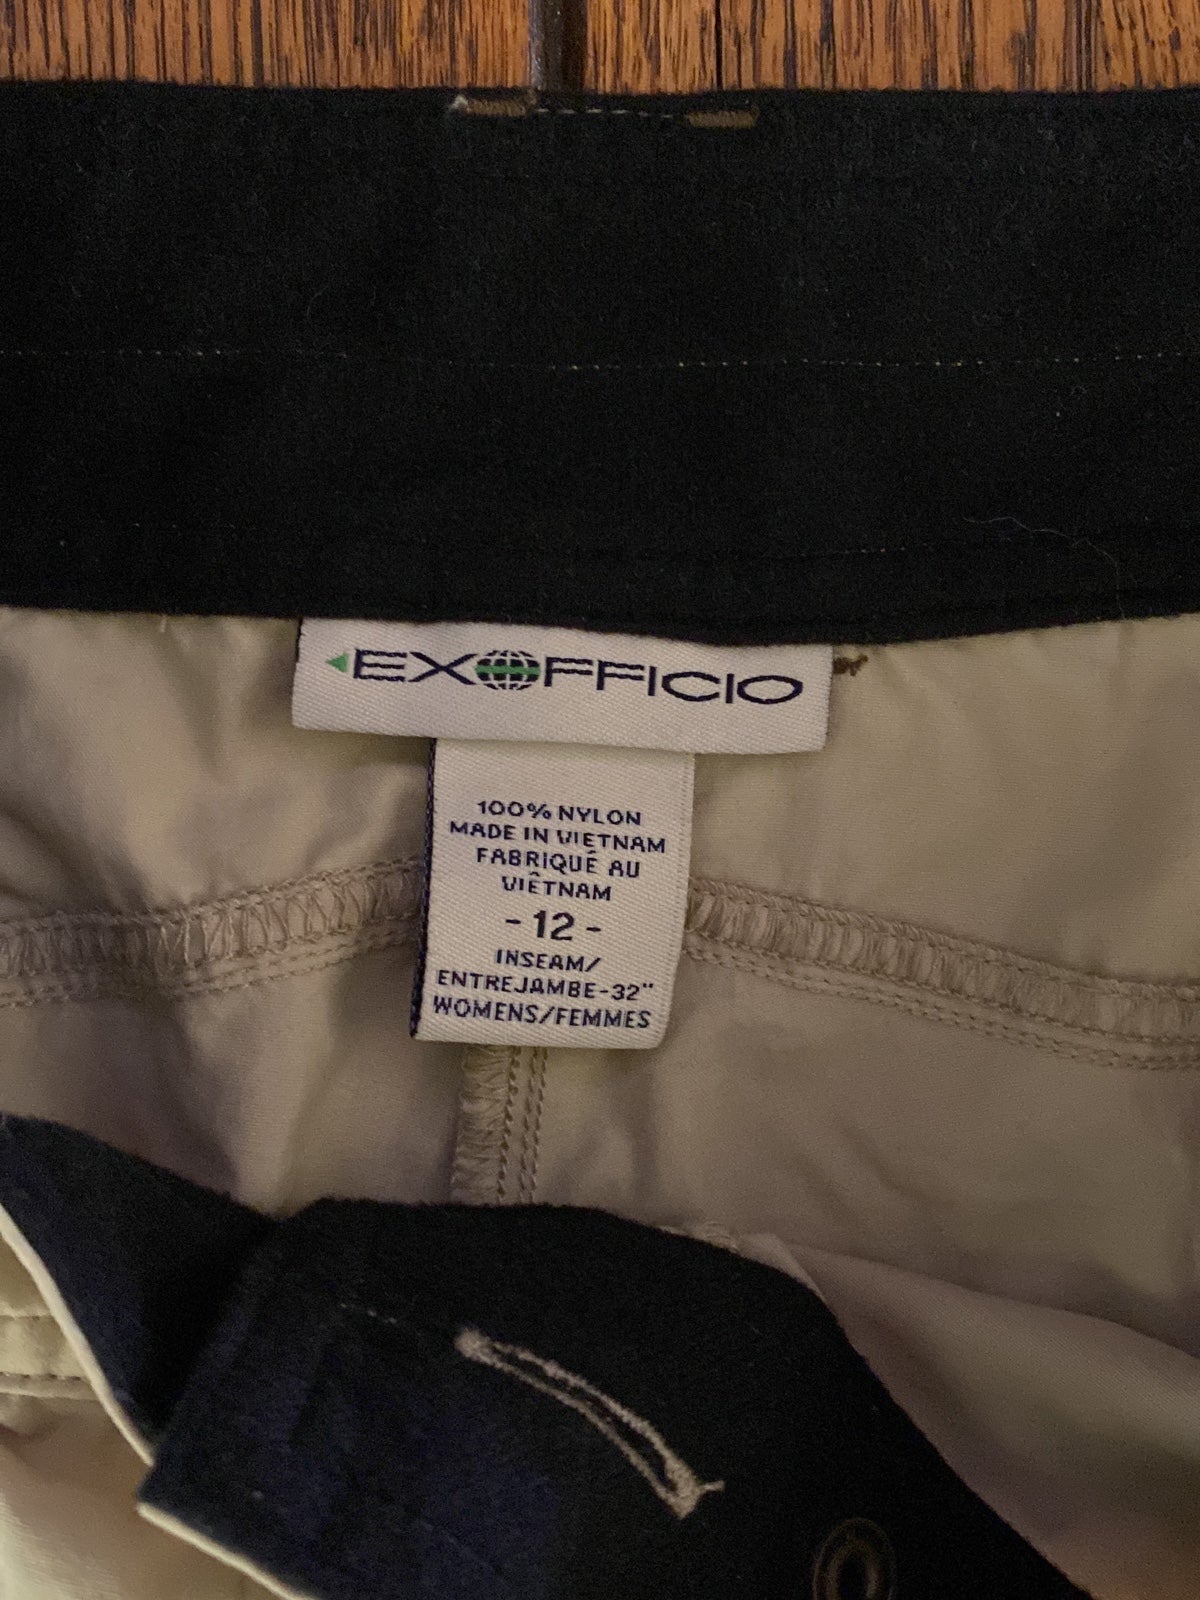 EXOFFICIO
100% NYLON
MADE IN VIETNAM
FABRIQUÉ AU
VIÊTNAM
- 12 -
INSEAM/
ENTREJAMBE-32"
WOMENS/FEMMES